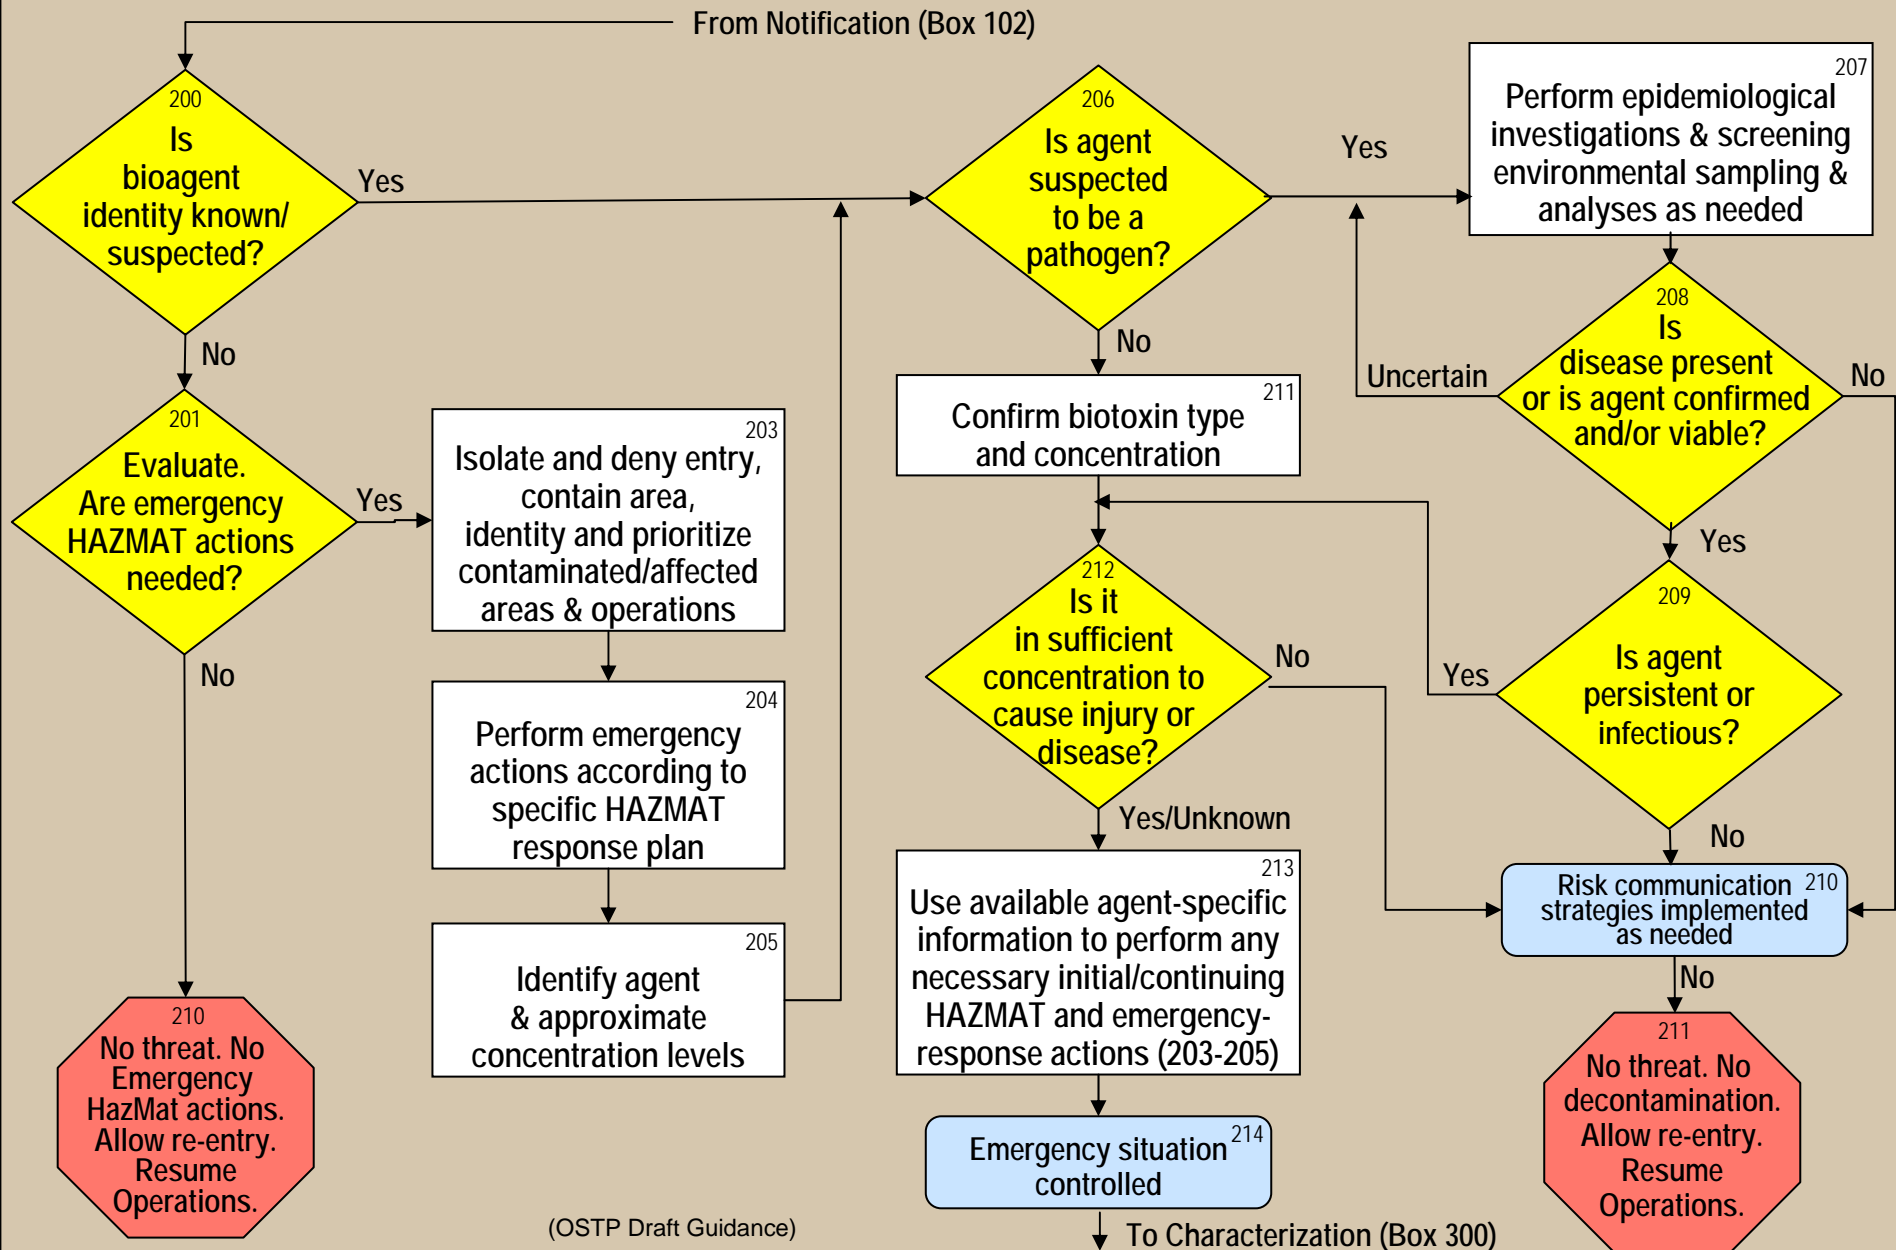 From Notification (Box 102)
200
Is
bioagent
identity known/
suspected?
Yes
No
201
Evaluate.
Are emergency
HAZMAT actions
needed?
Yes
No
203
Isolate and deny entry,
contain area,
identity and prioritize
contaminated/affected
areas & operations
204
Perform emergency
actions according to
specific HAZMAT
response plan
205
Identify agent
& approximate
concentration levels
210
No threat. No
Emergency
HazMat actions.
Allow re-entry.
Resume
Operations.
206
Is agent
suspected
to be a
pathogen?
Yes
No
207
Perform epidemiological
investigations & screening
environmental sampling &
analyses as needed
208
Is
disease present
or is agent confirmed
and/or viable?
Uncertain
No
Yes
209
Is agent
persistent or
infectious?
Yes
No
211
Confirm biotoxin type
and concentration
212
Is it
in sufficient
concentration to
cause injury or
disease?
No
Yes/Unknown
213
Use available agent-specific
information to perform any
necessary initial/continuing
HAZMAT and emergency-
response actions (203-205)
214
Emergency situation
controlled
To Characterization (Box 300)
Risk communication 210
strategies implemented
as needed
No
211
No threat. No
decontamination.
Allow re-entry.
Resume
Operations.
(OSTP Draft Guidance)